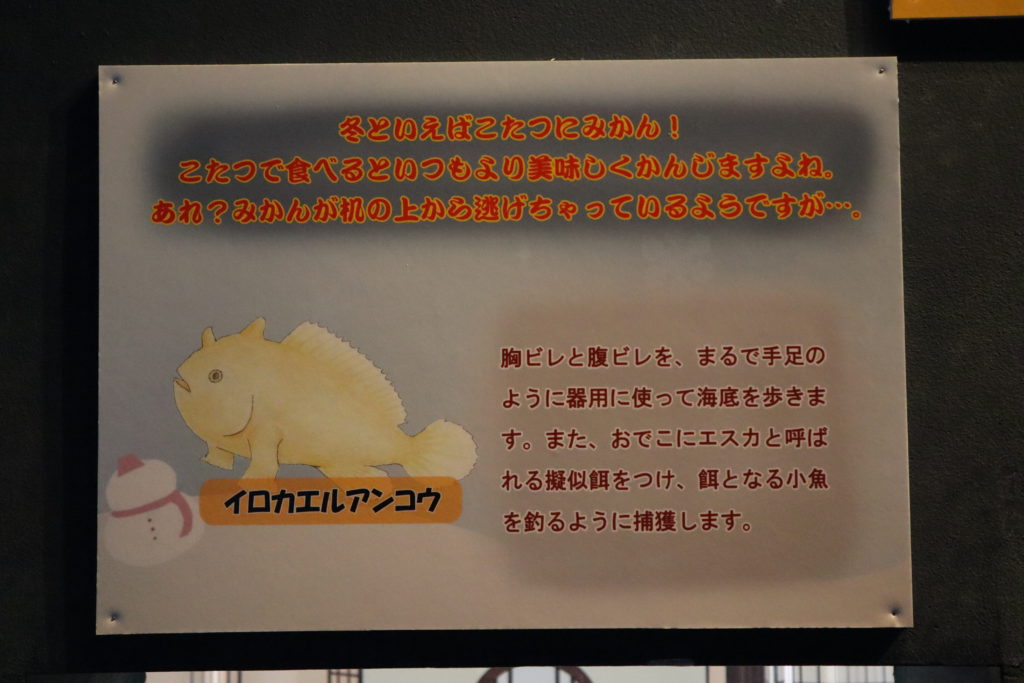 冬といえばこたつにみかん！
こたつで食べるといつもより美味しくかんじますよね。
あれ？みかんが机の上から逃げちゃっているようですが…。
胸ビレと腹ビレを、まるで手足の
ように器用に使って海底を歩きま
す。また、おでこにエスカと呼ば
れる擬似餌をつけ、餌となる小魚
を釣るように捕獲します。
イロカエルアンコウ